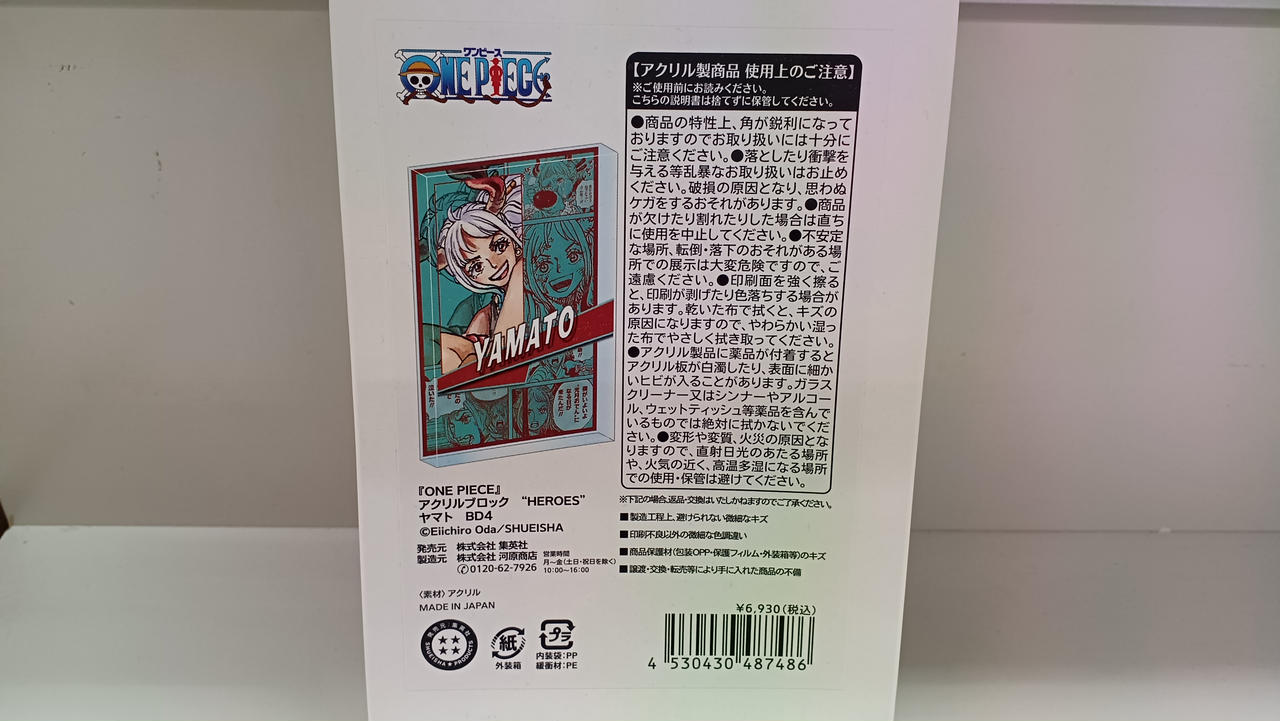 ワンピース
ONE PIECE
YAMATO
『ONE PIECE』
アクリルブロック “HEROES”
ヤマト BD4
©Eiichiro Oda/SHUEISHA
発売元 株式会社 集英社
製造元 株式会社 河原商店
✆0120-62-7926
営業時間
月～金(土日・祝日を除く)
10:00～16:00
〈素材〉アクリル
MADE IN JAPAN
発売元／集英社
SHUEISHA PRODUCTS
紙
外装箱
プラ
内装袋:PP
緩衝材:PE
【アクリル製商品 使用上のご注意】
※ご使用前にお読みください。
こちらの説明書は捨てずに保管してください。
●商品の特性上、角が鋭利になって
おりますのでお取り扱いには十分に
ご注意ください。●落としたり衝撃を
与える等乱暴なお取り扱いはお止め
ください。破損の原因となり、思わぬ
ケガをするおそれがあります。●商品
が欠けたり割れたりした場合は直ち
に使用を中止してください。●不安定
な場所、転倒・落下のおそれがある場
所での展示は大変危険ですので、ご
遠慮ください。●印刷面を強く擦る
と、印刷が剥げたり色落ちする場合が
あります。乾いた布で拭くと、キズの
原因になりますので、やわらかい湿っ
た布でやさしく拭き取ってください。
●アクリル製品に薬品が付着すると
アクリル板が白濁したり、表面に細か
いヒビが入ることがあります。ガラス
クリーナー又はシンナーやアルコー
ル、ウェットティッシュ等薬品を含んで
いるものでは絶対に拭かないでくだ
さい。●変形や変質、火災の原因とな
りますので、直射日光のあたる場所
や、火気の近く、高温多湿になる場所
での使用・保管は避けてください。
※下記の場合、返品・交換はいたしかねますのでご了承ください。
■製造工程上、避けられない微細なキズ
■印刷不良以外の微細な色調違い
■商品保護材(包装OPP・保護フィルム・外装箱等)のキズ
■譲渡・交換・転売等により手に入れた商品の不備
¥6,930(税込)
4 530430 487486